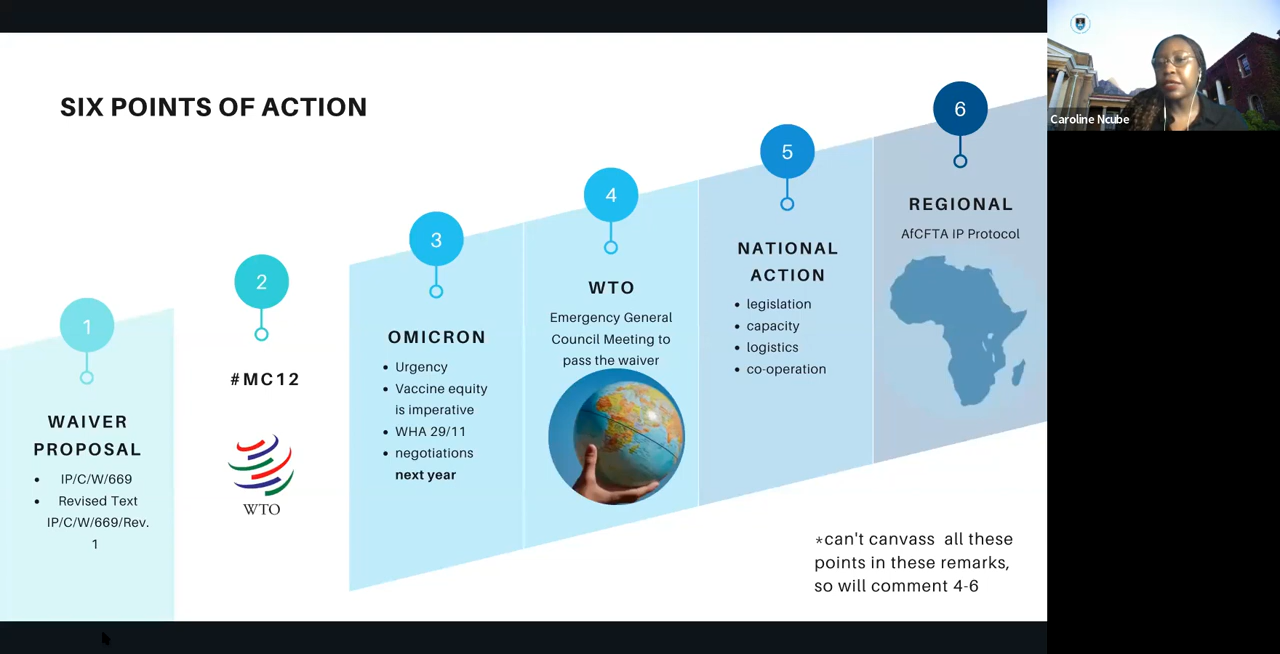 SIX POINTS OF ACTION
1
WAIVER
PROPOSAL
• IP/C/W/669
• Revised Text
IP/C/W/669/Rev.
1
2
#MC12
WTO
3
OMICRON
• Urgency
• Vaccine equity
is imperative
• WHA 29/11
• negotiations
next year
4
WTO
Emergency General
Council Meeting to
pass the waiver
5
NATIONAL
ACTION
• legislation
• capacity
• logistics
• co-operation
6
REGIONAL
AfCFTA IP Protocol
*can't canvass all these
points in these remarks,
so will comment 4-6
Caroline Ncube